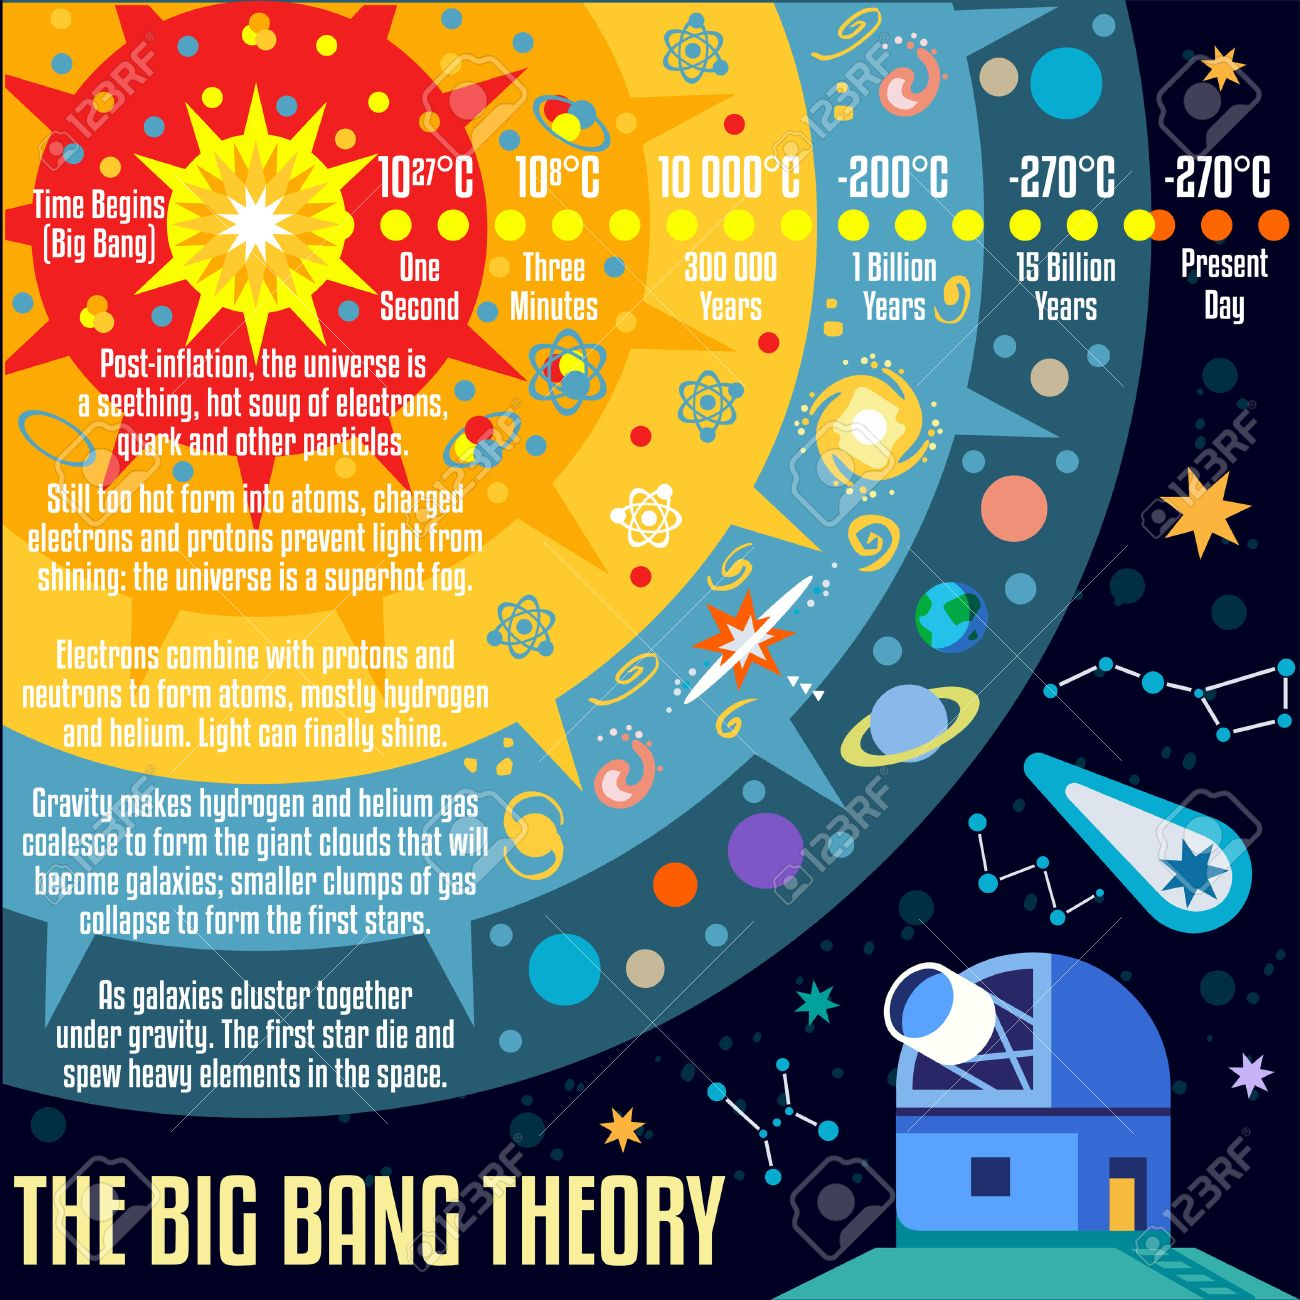 10²⁷°C 10⁸°C 10 000°C -200°C -270°C -270°C
Time Begins
(Big Bang)
One
Second
Three
Minutes
300 000
Years
1 Billion
Years
15 Billion
Years
Present
Day
Post-inflation, the universe is
a seething, hot soup of electrons,
quark and other particles.
Still too hot form into atoms, charged
electrons and protons prevent light from
shining: the universe is a superhot fog.
Electrons combine with protons and
neutrons to form atoms, mostly hydrogen
and helium. Light can finally shine.
Gravity makes hydrogen and helium gas
coalesce to form the giant clouds that will
become galaxies; smaller clumps of gas
collapse to form the first stars.
As galaxies cluster together
under gravity. The first star die and
spew heavy elements in the space.
THE BIG BANG THEORY
123RF